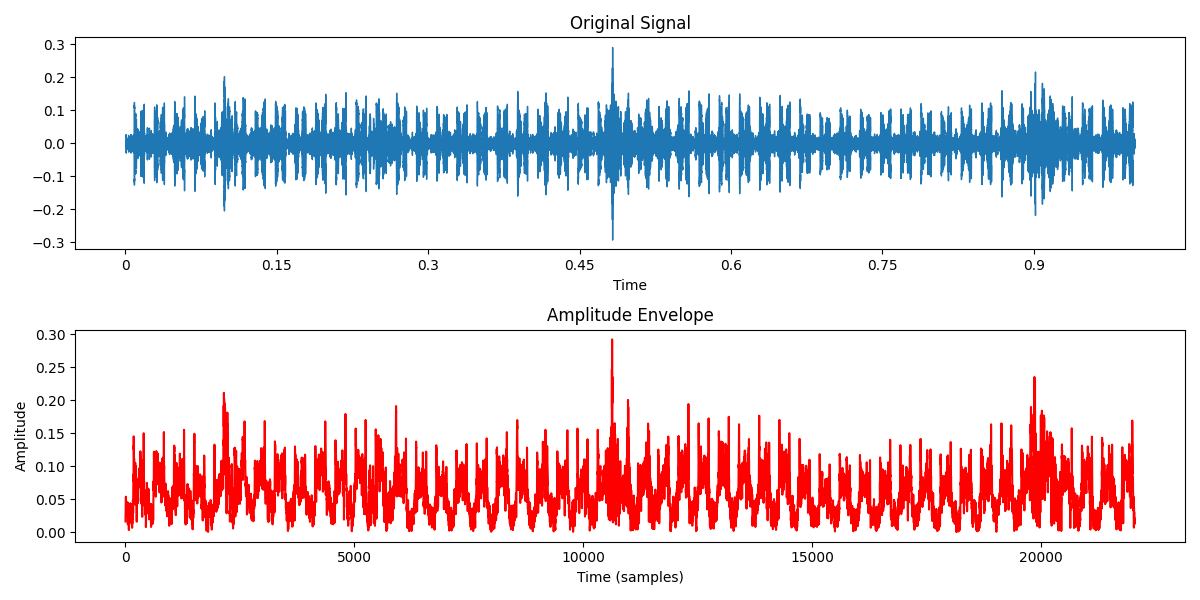 Original Signal
0.3
0.2
0.1
0.0
−0.1
−0.2
−0.3
0 0.15 0.3 0.45 0.6 0.75 0.9
Time
Amplitude Envelope
Amplitude
0.30
0.25
0.20
0.15
0.10
0.05
0.00
0 5000 10000 15000 20000
Time (samples)